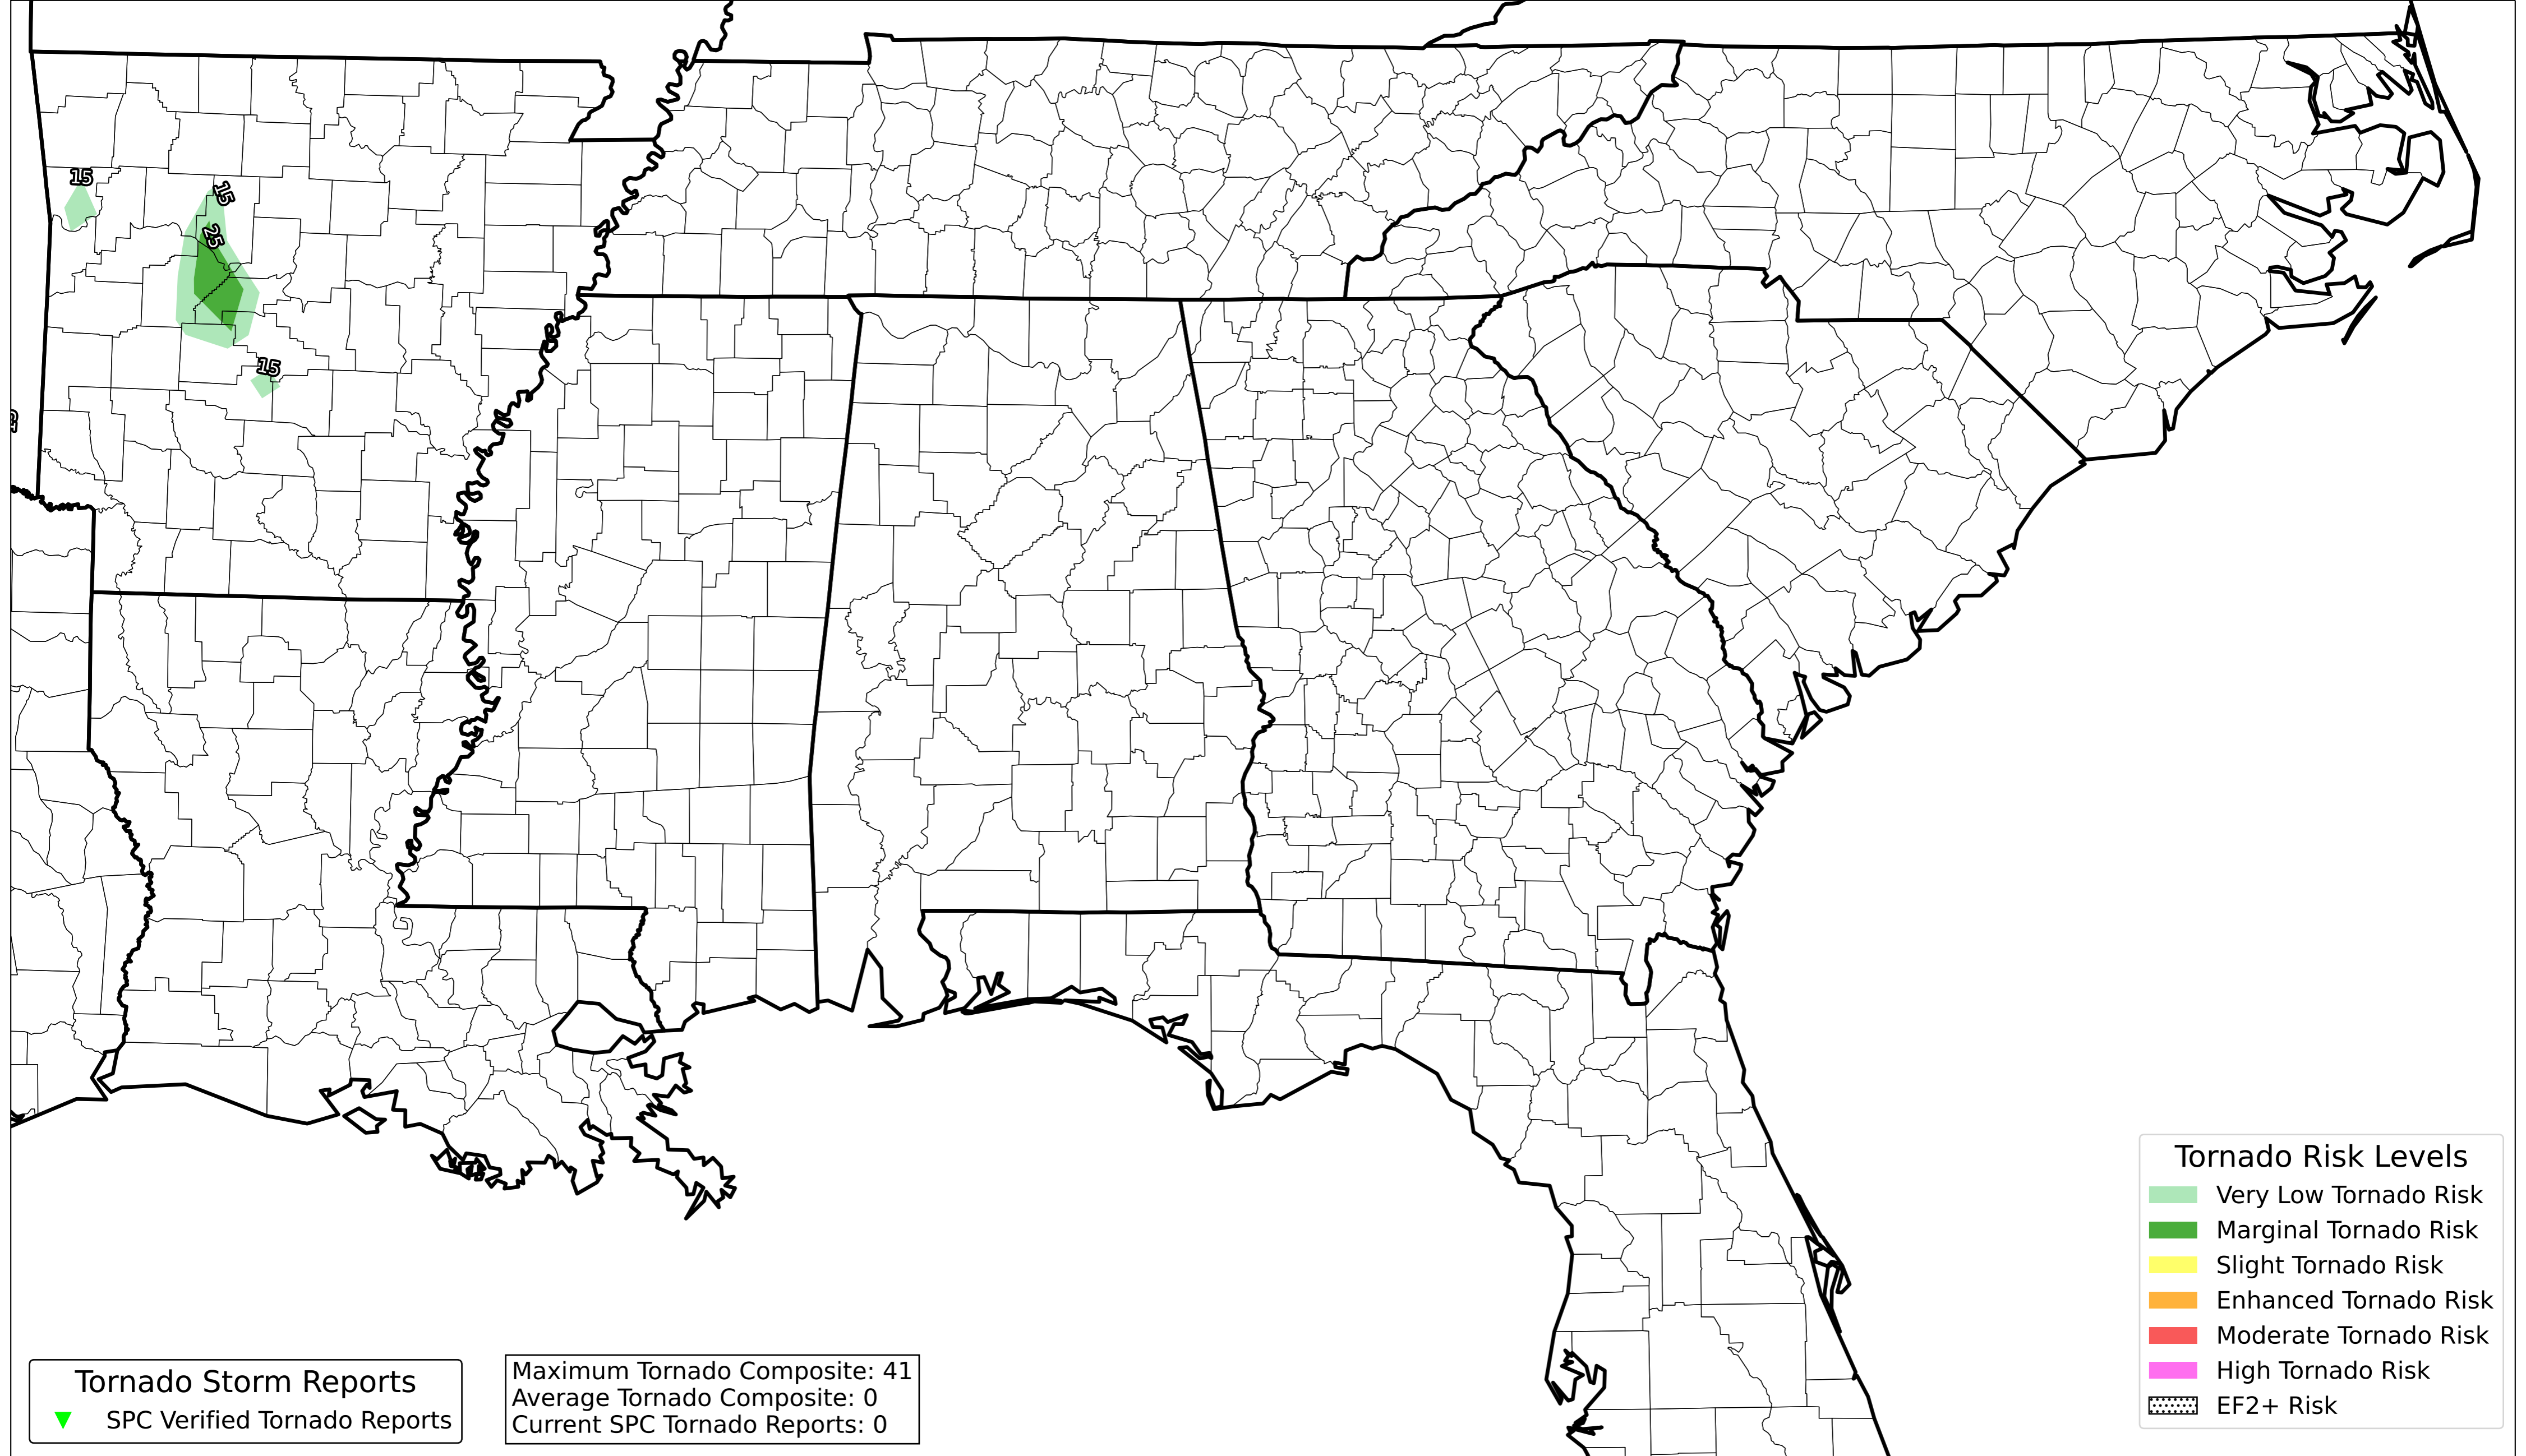 15
15
25
15
Tornado Risk Levels
Very Low Tornado Risk
Marginal Tornado Risk
Slight Tornado Risk
Enhanced Tornado Risk
Moderate Tornado Risk
High Tornado Risk
EF2+ Risk
Tornado Storm Reports
SPC Verified Tornado Reports
Maximum Tornado Composite: 41
Average Tornado Composite: 0
Current SPC Tornado Reports: 0